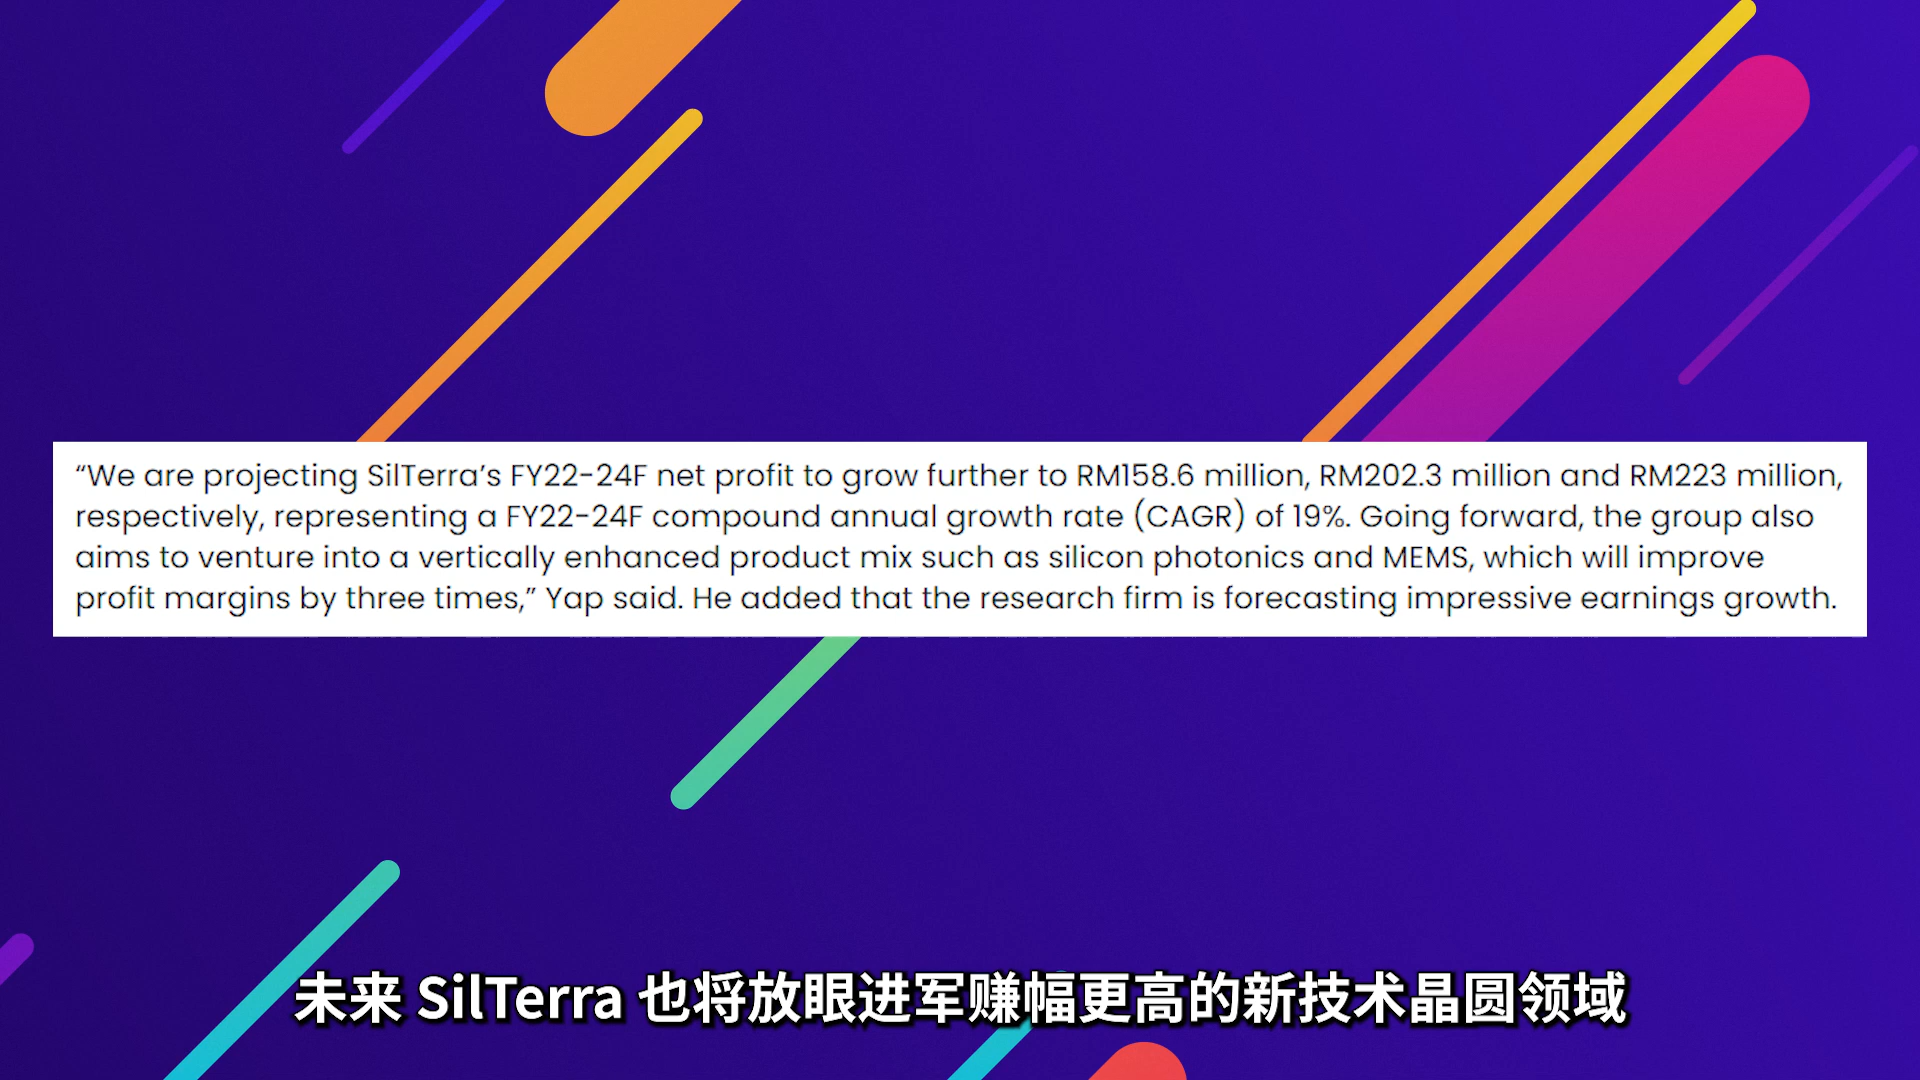 “We are projecting SilTerra’s FY22-24F net profit to grow further to RM158.6 million, RM202.3 million and RM223 million,
respectively, representing a FY22-24F compound annual growth rate (CAGR) of 19%. Going forward, the group also
aims to venture into a vertically enhanced product mix such as silicon photonics and MEMS, which will improve
profit margins by three times,” Yap said. He added that the research firm is forecasting impressive earnings growth.
未来 SilTerra 也将放眼进军赚幅更高的新技术晶圆领域